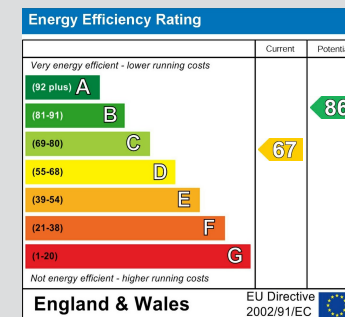 Energy Efficiency Rating
Current
Very energy efficient - lower running costs
(92 plus) A
(81-91) B
86
(69-80) C
67
(55-68) D
(39-54) E
(21-38) F
(1-20) G
Not energy efficient - higher running costs
England & Wales
EU Directive
2002/91/EC